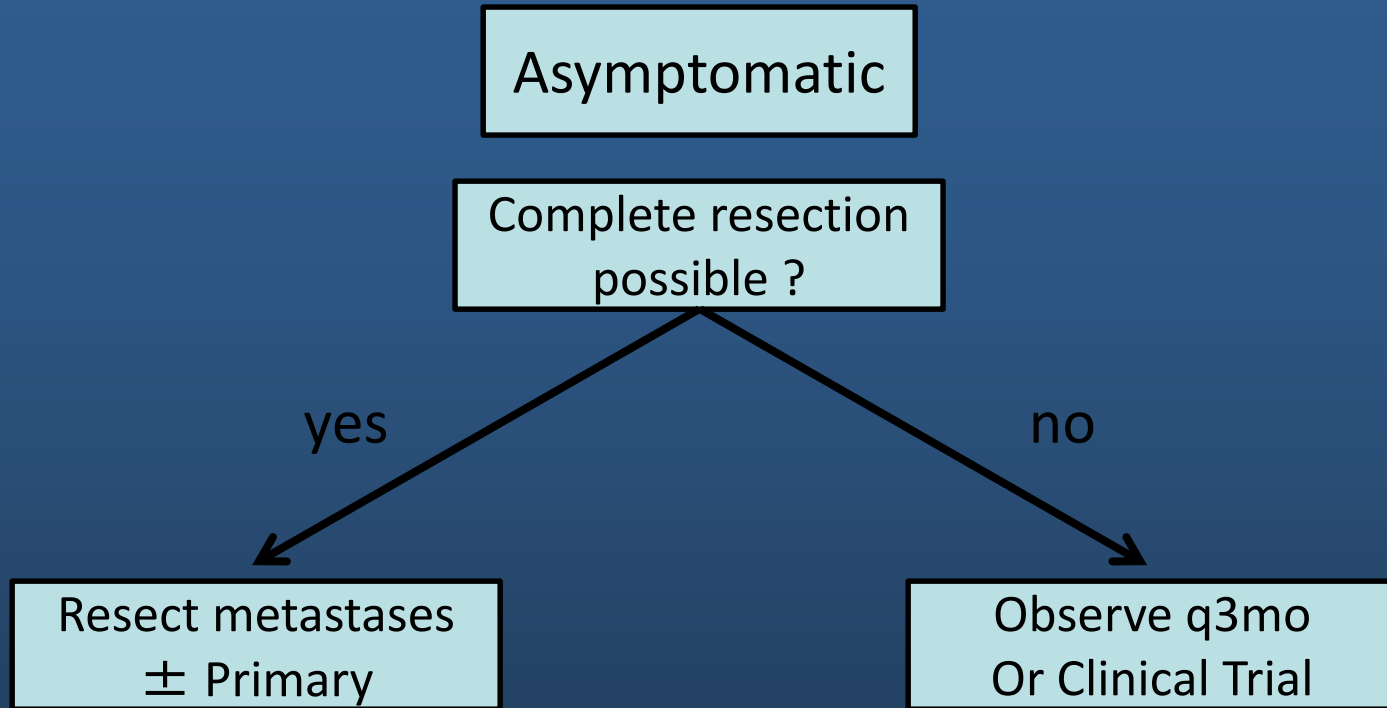 Asymptomatic
Complete resection
possible ?
yes
no
Resect metastases
± Primary
Observe q3mo
Or Clinical Trial